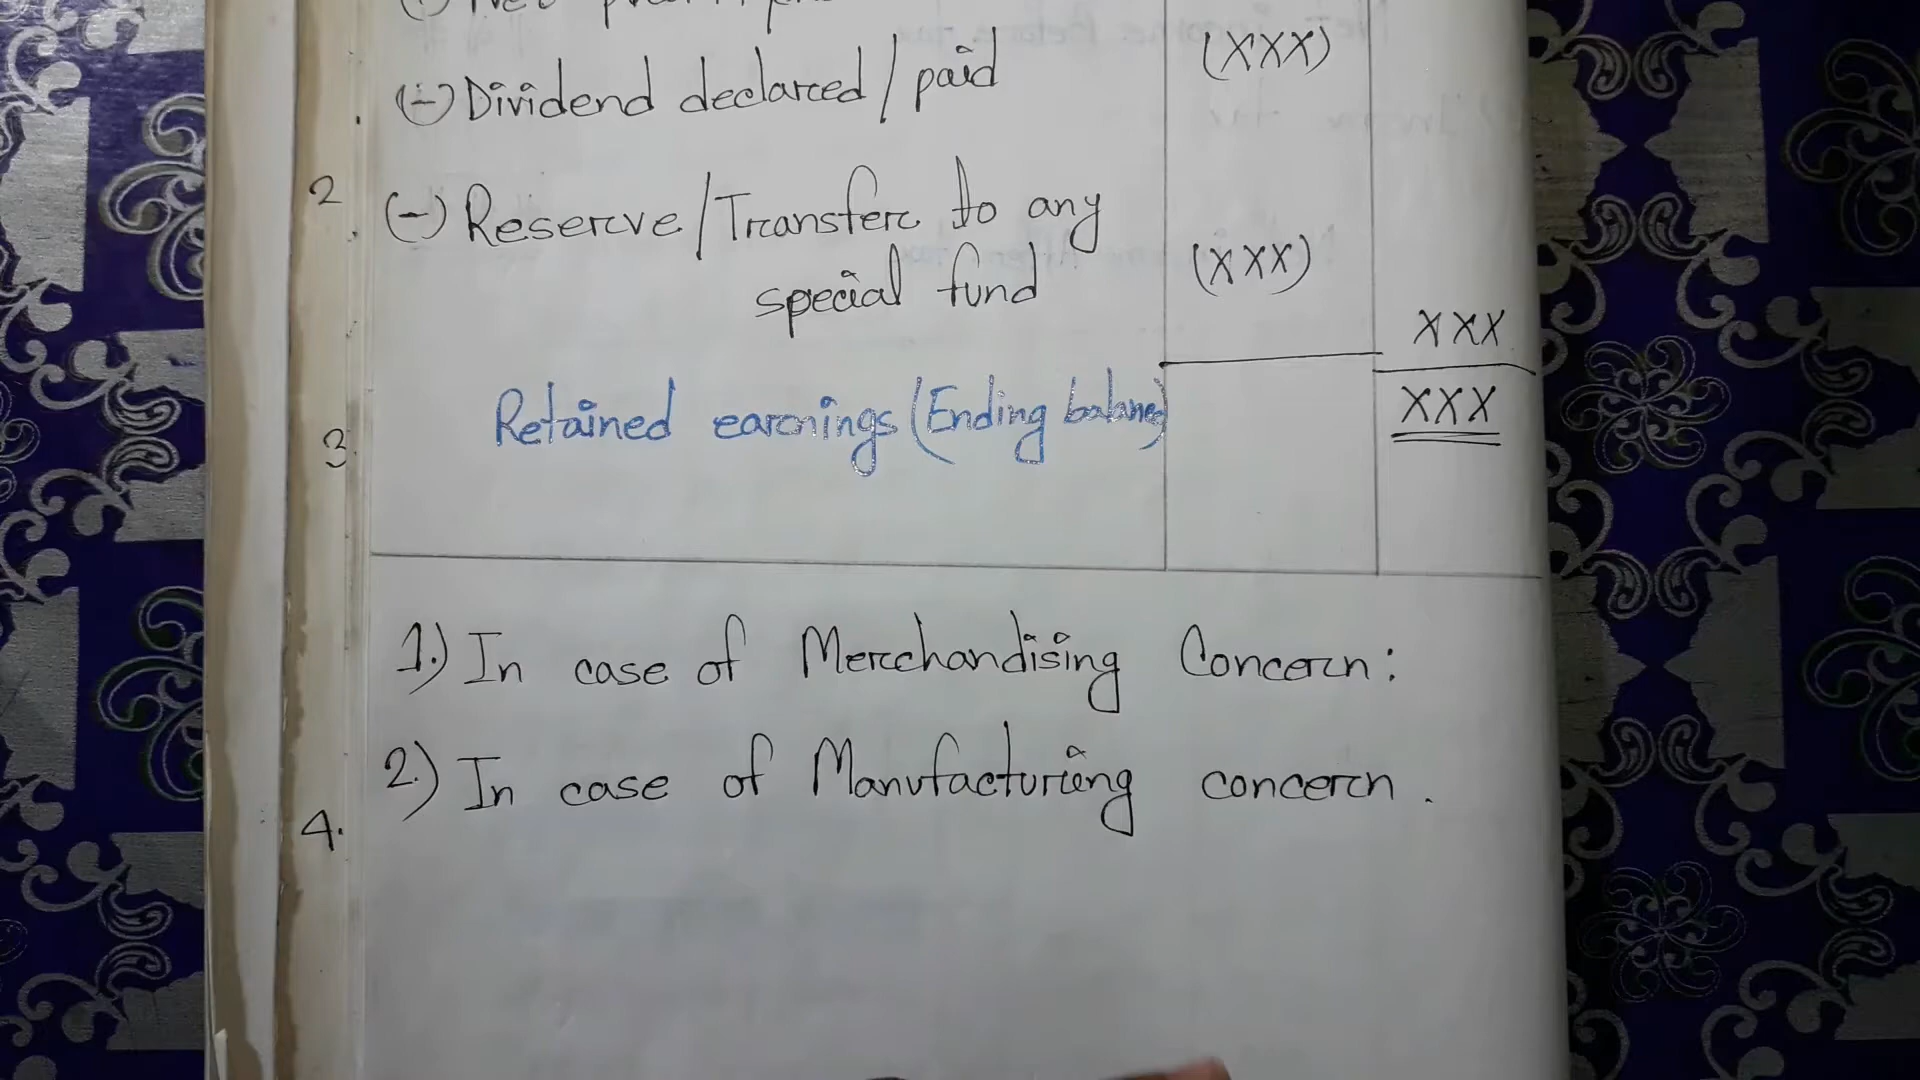 (-) Dividend declared / paid (XXX)
2 (-) Reserve/Transfer to any
special fund (XXX)
XXX
3. Retained earnings (Ending balance) XXX
1.) In case of Merchandising Concern:
2.) In case of Manufacturing concern.
4.